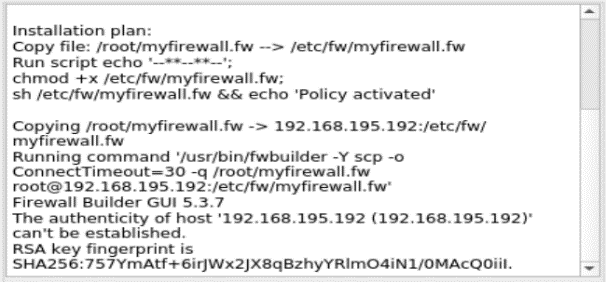 Installation plan:
Copy file: /root/myfirewall.fw --> /etc/fw/myfirewall.fw
Run script echo '--**--**--';
chmod +x /etc/fw/myfirewall.fw;
sh /etc/fw/myfirewall.fw && echo 'Policy activated'
Copying /root/myfirewall.fw -> 192.168.195.192:/etc/fw/
myfirewall.fw
Running command '/usr/bin/fwbuilder -Y scp -o
ConnectTimeout=30 -q /root/myfirewall.fw
root@192.168.195.192:/etc/fw/myfirewall.fw'
Firewall Builder GUI 5.3.7
The authenticity of host '192.168.195.192 (192.168.195.192)'
can't be established.
RSA key fingerprint is
SHA256:757YmAtf+6irJWx2JX8qBzhyYRlmO4iN1/0MAcQ0iiI.